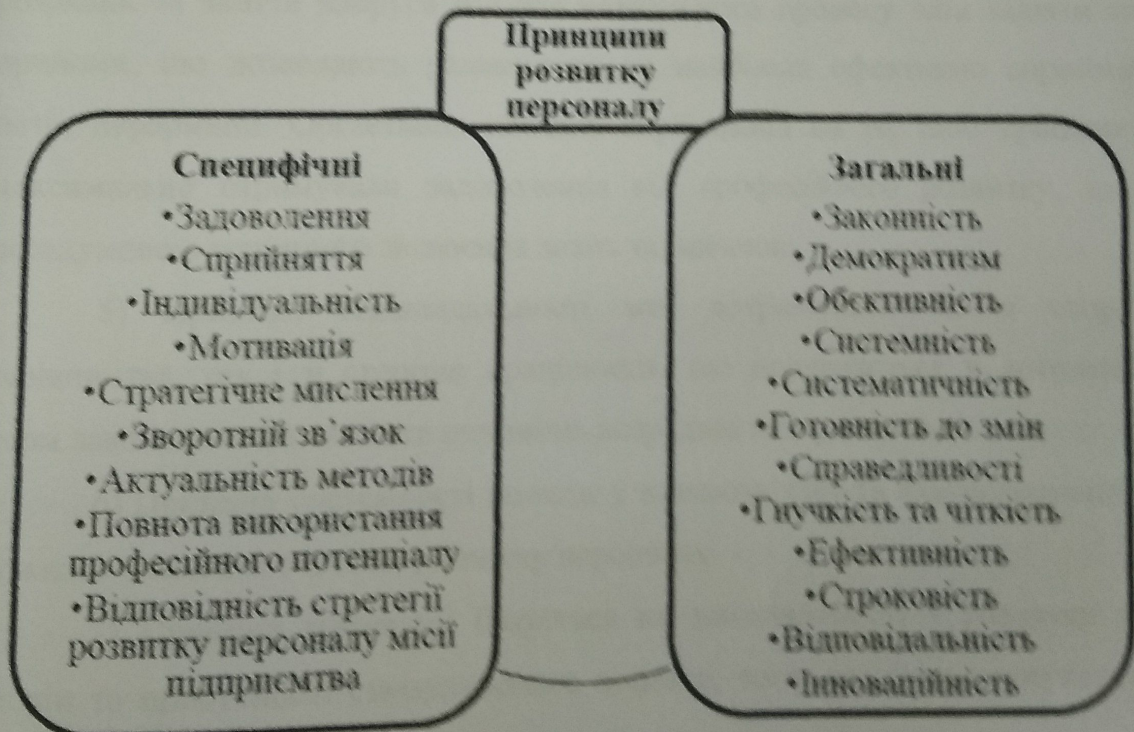 Принципи
розвитку
персоналу
Специфічні
•Задоволення
•Сприйняття
•Індивідуальність
•Мотивація
•Стратегічне мислення
•Зворотній зв`язок
•Актуальність методів
•Повнота використання
професійного потенціалу
•Відповідність стретегії
розвитку персоналу місії
підприємтва
Загальні
•Законність
•Демократизм
•Обєктивність
•Системність
•Систематичність
•Готовність до змін
•Справедливості
•Гнучкість та чіткість
•Ефективність
•Строковість
•Відповідальність
•Інноваційність